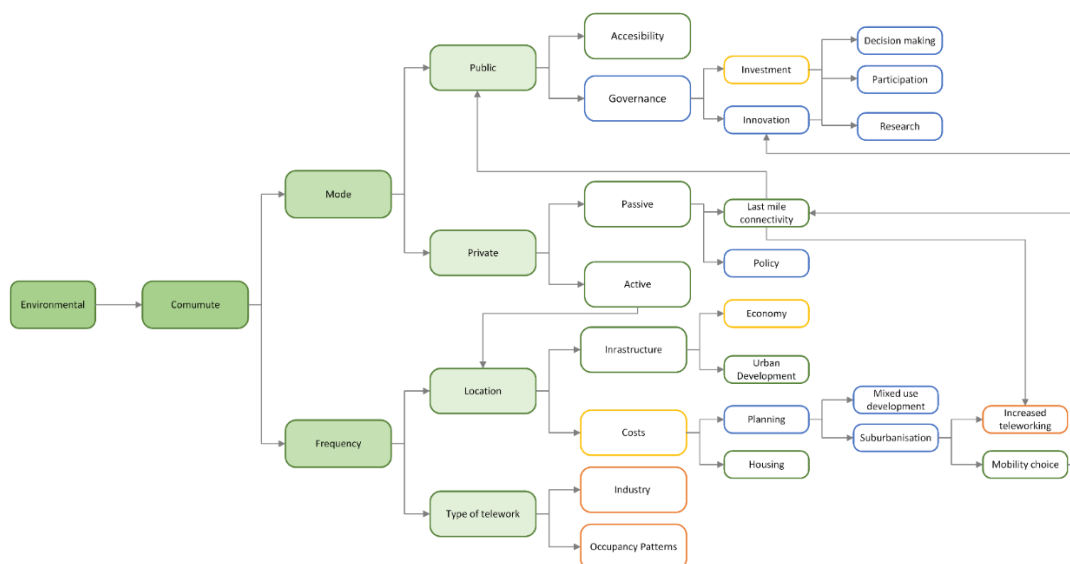 Accesibility
Decision making
Public
Investment
Participation
Governance
Innovation
Research
Mode
Passive
Last mile
connectivity
Private
Policy
Active
Environmental
Comumute
Economy
Inrastructure
Urban
Development
Location
Mixed use
development
Costs
Planning
Increased
teleworking
Suburbanisation
Frequency
Housing
Mobility choice
Industry
Type of telework
Occupancy Patterns